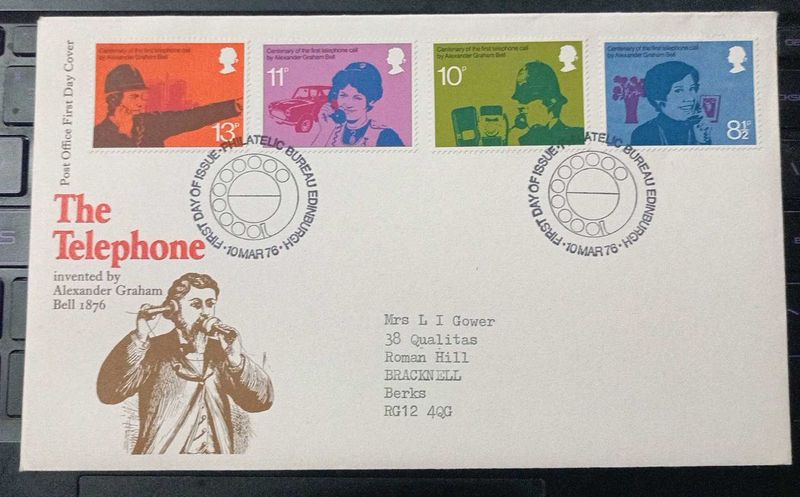 Post Office First Day Cover
Centenary of the first telephone call
by Alexander Graham Bell
13P
Centenary of the first telephone call
by Alexander Graham Bell
11P
Centenary of the first telephone call
by Alexander Graham Bell
10P
Centenary of the first telephone call
by Alexander Graham Bell
8½P
FIRST DAY OF ISSUE · PHILATELIC BUREAU EDINBURGH · 10 MAR 76 ·
FIRST DAY OF ISSUE · PHILATELIC BUREAU EDINBURGH · 10 MAR 76 ·
The
Telephone
invented by
Alexander Graham
Bell 1876
Mrs L I Gower
38 Qualitas
Roman Hill
BRACKNELL
Berks
RG12 4QG